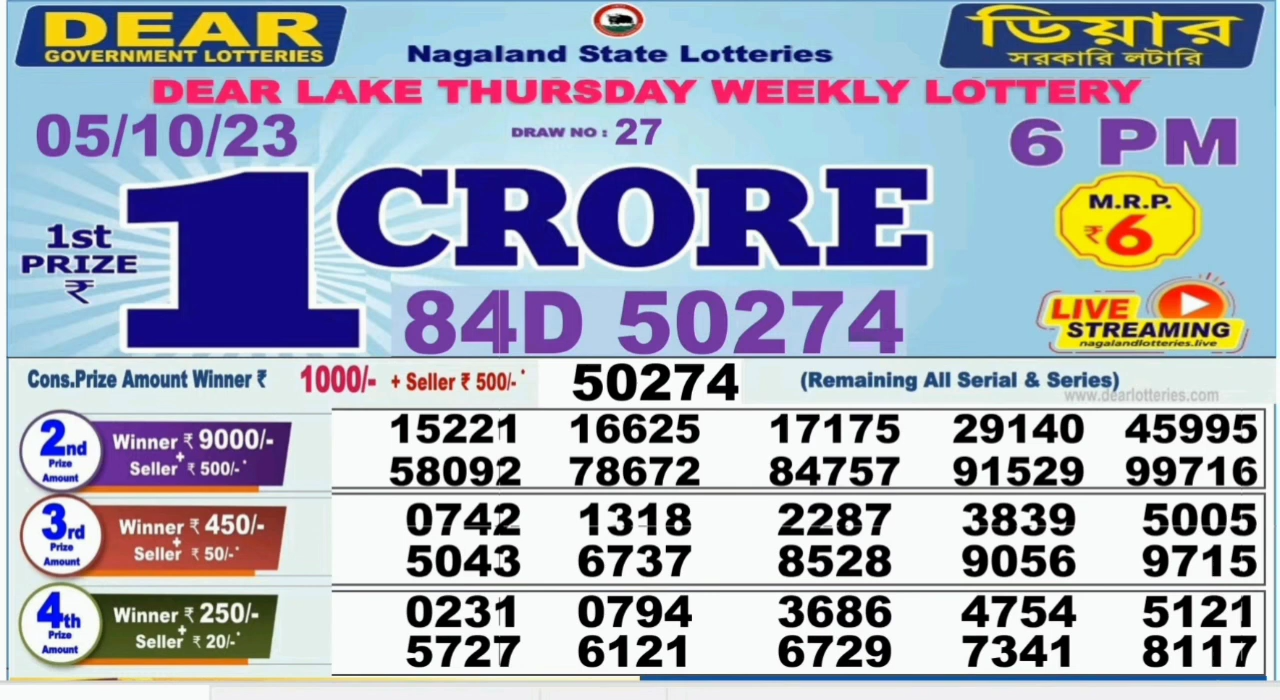 DEAR
GOVERNMENT LOTTERIES
Nagaland State Lotteries
ডিয়ার
সরকারি লটারি
DEAR LAKE THURSDAY WEEKLY LOTTERY
05/10/23
DRAW NO : 27
6 PM
1st
PRIZE
₹
1 CRORE
M.R.P.
₹6
84D 50274
LIVE
STREAMING
nagalandlotteries.live
Cons.Prize Amount Winner ₹ 1000/- + Seller ₹ 500/-* 50274 (Remaining All Serial & Series)
www.dearlotteries.com
2nd
Prize
Amount
Winner ₹ 9000/-
+
Seller* ₹ 500/-*
15221 16625 17175 29140 45995
58092 78672 84757 91529 99716
3rd
Prize
Amount
Winner ₹ 450/-
+
Seller ₹ 50/-*
0742 1318 2287 3839 5005
5043 6737 8528 9056 9715
4th
Prize
Amount
Winner ₹ 250/-
+
Seller* ₹ 20/-*
0231 0794 3686 4754 5121
5727 6121 6729 7341 8117